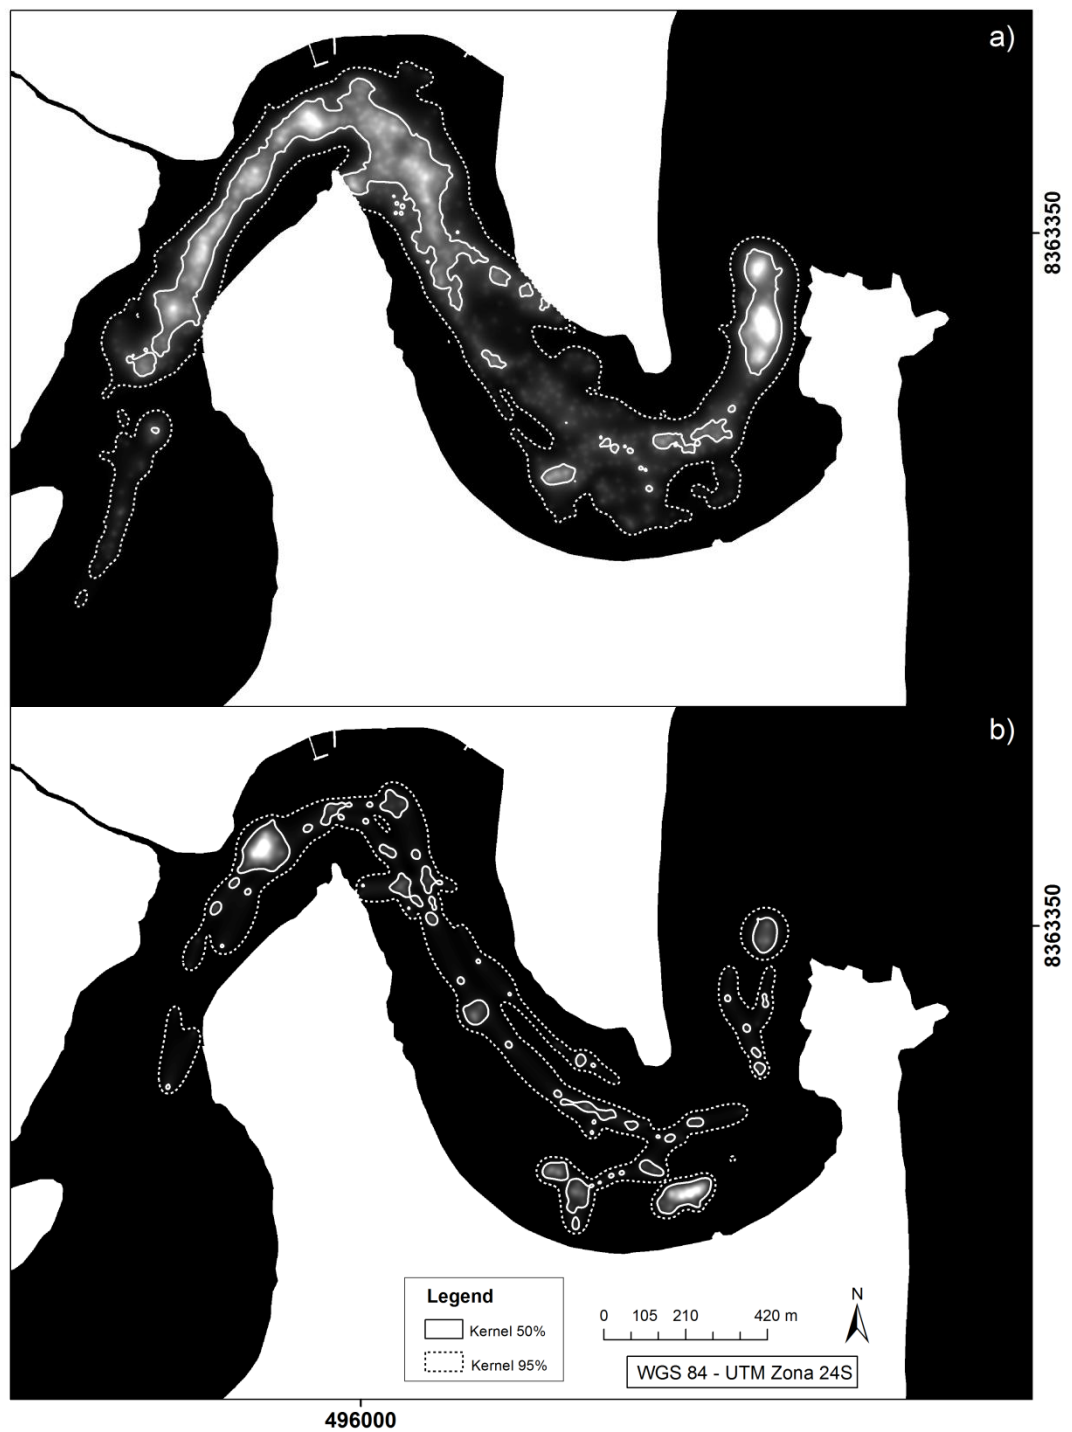 a)
8363350
b)
8363350
Legend
Kernel 50%
Kernel 95%
0 105 210 420 m
N
WGS 84 - UTM Zona 24S
496000